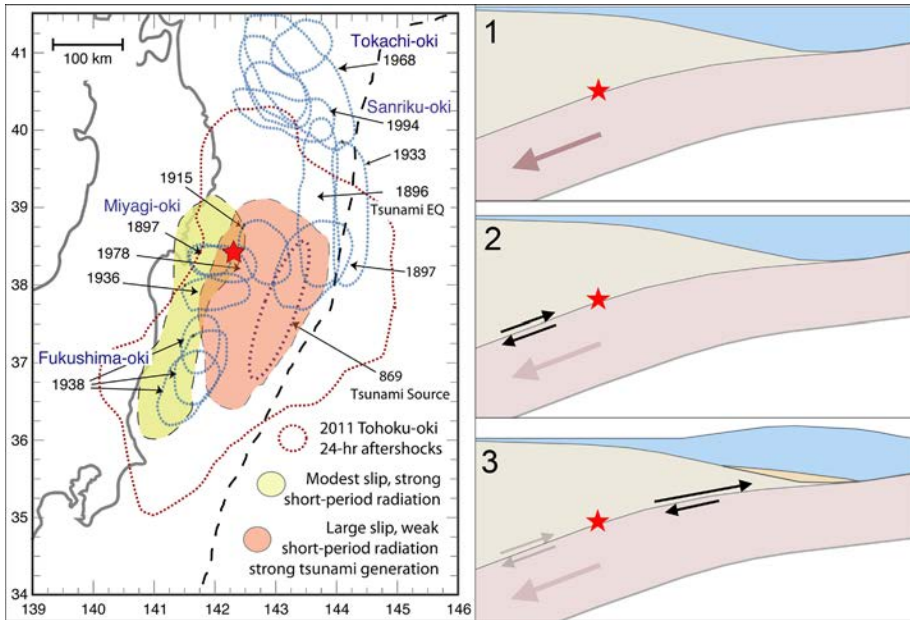 41
100 km
Tokachi-oki
1968
Sanriku-oki
40
1994
1933
1915
1896
Tsunami EQ
39
Miyagi-oki
1897
1978
1897
38
1936
37
Fukushima-oki
869
Tsunami Source
1938
36
2011 Tohoku-oki
24-hr aftershocks
Modest slip, strong
short-period radiation
35
Large slip, weak
short-period radiation
strong tsunami generation
34
139 140 141 142 143 144 145 146
1
2
3